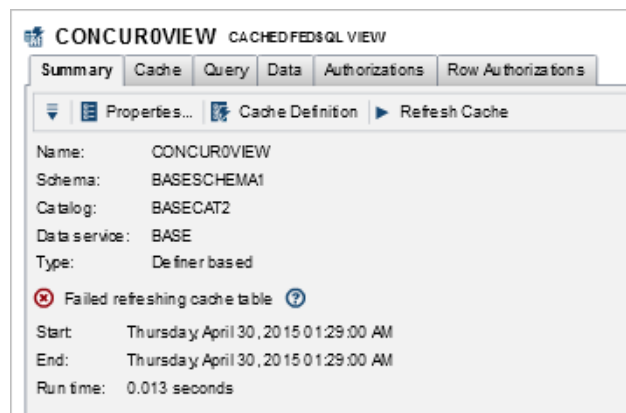 CONCUR0VIEW CACHED FEDSQL VIEW
Summary Cache Query Data Authorizations Row Authorizations
Properties... Cache Definition Refresh Cache
Name: CONCUR0VIEW
Schema: BASESCHEMA1
Catalog: BASECAT2
Data service: BASE
Type: Definer based
Failed refreshing cache table ?
Start: Thursday, April 30, 2015 01:29:00 AM
End: Thursday, April 30, 2015 01:29:00 AM
Run time: 0.013 seconds